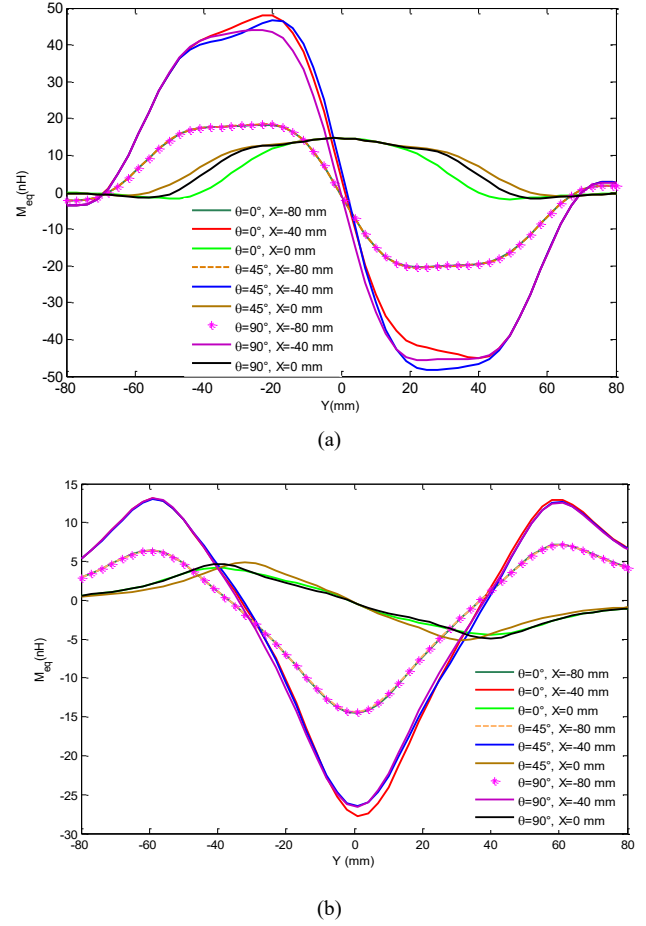 50
40
30
20
10
0
-10
-20
-30
-40
-50
M_eq(nH)
θ=0°, X=-80 mm
θ=0°, X=-40 mm
θ=0°, X=0 mm
θ=45°, X=-80 mm
θ=45°, X=-40 mm
θ=45°, X=0 mm
θ=90°, X=-80 mm
θ=90°, X=-40 mm
θ=90°, X=0 mm
-80 -60 -40 -20 0 20 40 60 80
Y(mm)
(a)
15
10
5
0
-5
-10
-15
-20
-25
-30
M_eq(nH)
θ=0°, X=-80 mm
θ=0°, X=-40 mm
θ=0°, X=0 mm
θ=45°, X=-80 mm
θ=45°, X=-40 mm
θ=45°, X=0 mm
θ=90°, X=-80 mm
θ=90°, X=-40 mm
θ=90°, X=0 mm
-80 -60 -40 -20 0 20 40 60 80
Y (mm)
(b)